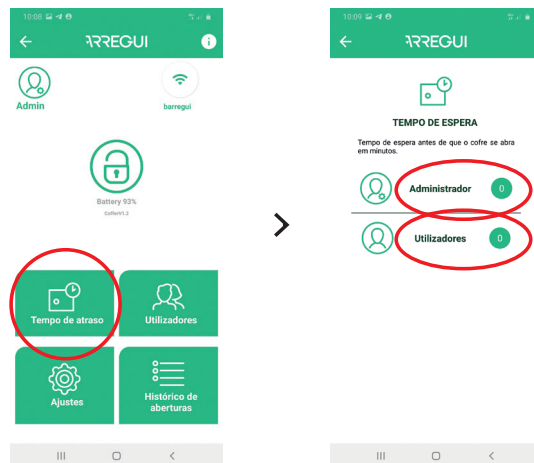 10:08
ARREGUI
i
Admin
barregui
Battery 93%
CofferV1.2
Tempo de atraso
Utilizadores
Ajustes
Histórico de
aberturas
>
10:09
ARREGUI
TEMPO DE ESPERA
Tempo de espera antes de que o cofre se abra
em minutos.
Administrador 0
Utilizadores 0